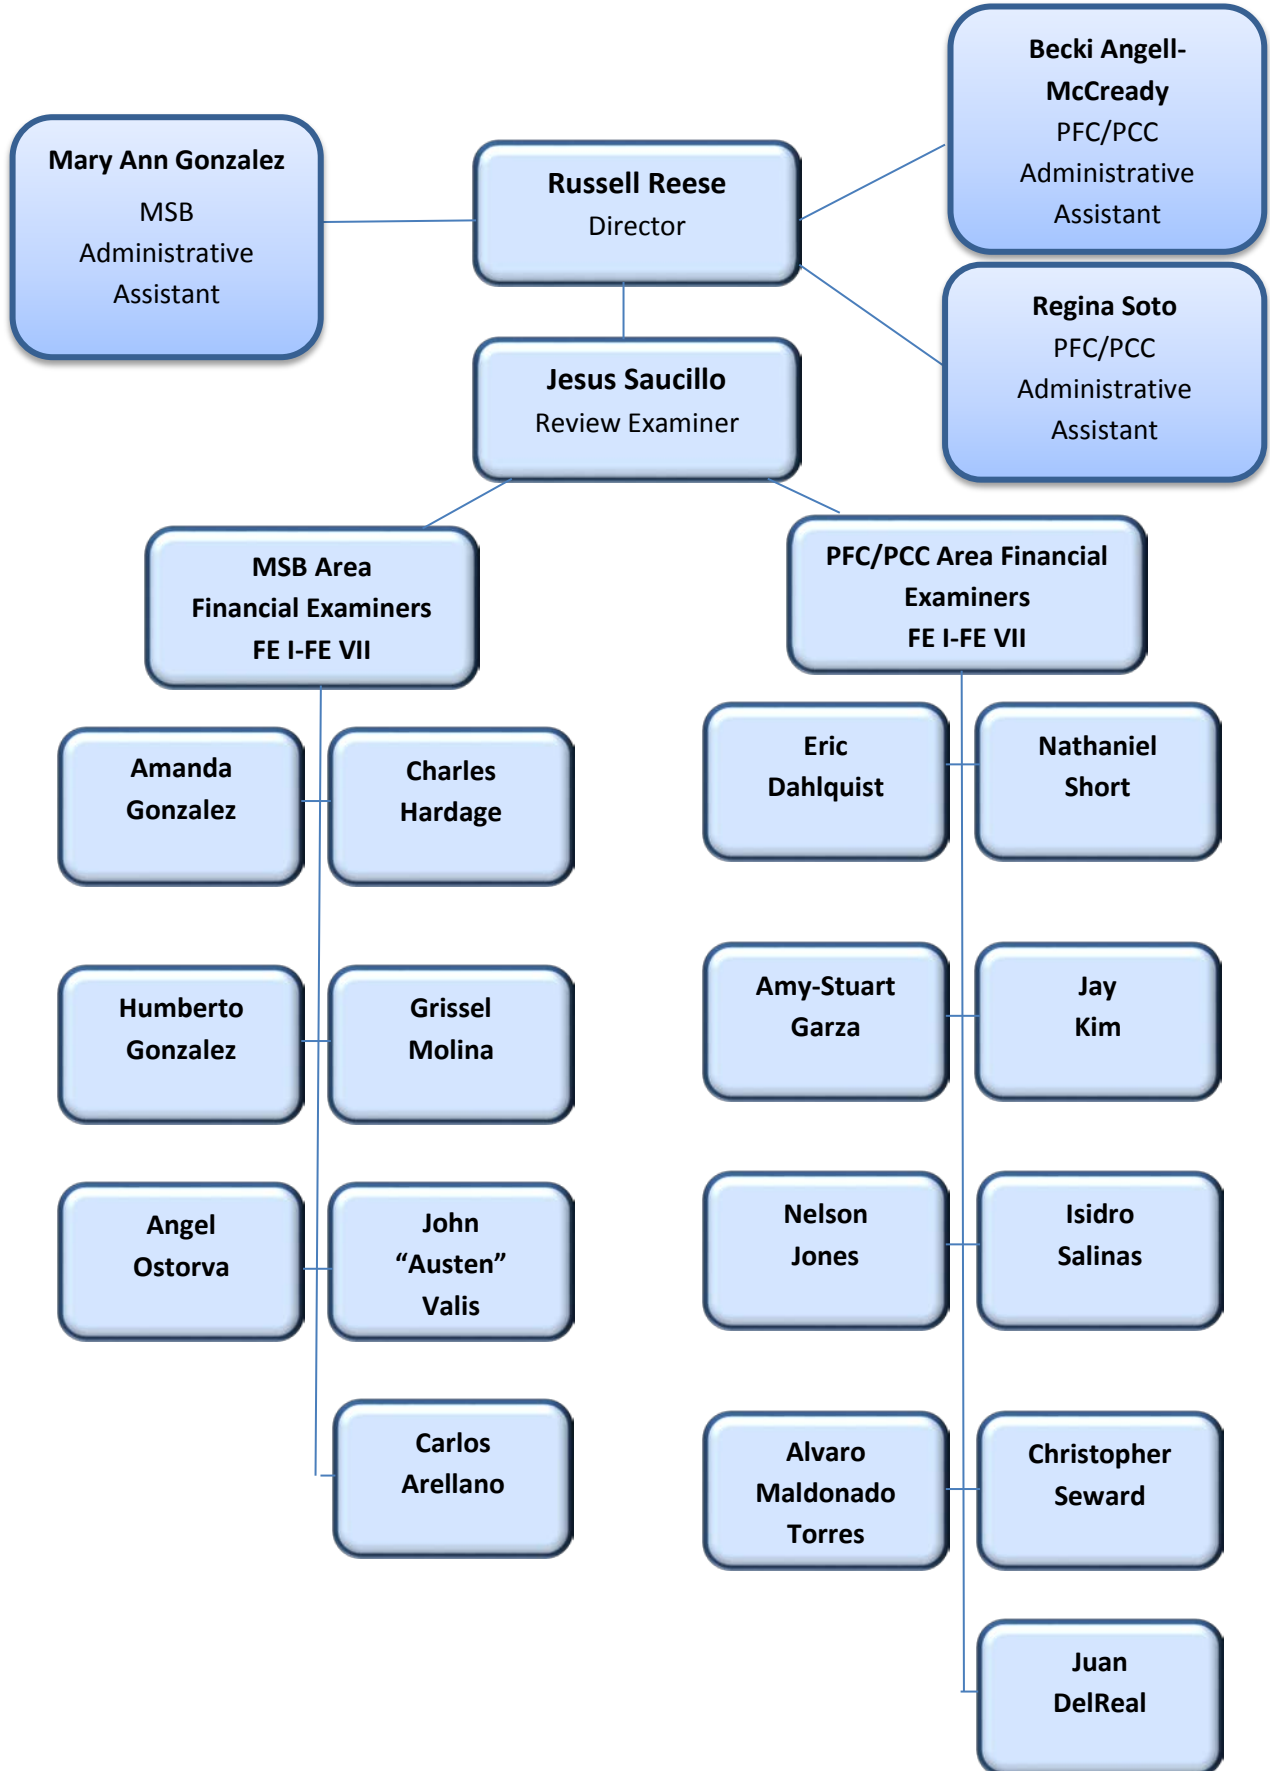 Becki Angell-
McCready
PFC/PCC
Administrative
Assistant
Mary Ann Gonzalez
MSB
Administrative
Assistant
Russell Reese
Director
Regina Soto
PFC/PCC
Administrative
Assistant
Jesus Saucillo
Review Examiner
MSB Area
Financial Examiners
FE I-FE VII
PFC/PCC Area Financial
Examiners
FE I-FE VII
Amanda
Gonzalez
Charles
Hardage
Humberto
Gonzalez
Grissel
Molina
Angel
Ostorva
John
“Austen”
Valis
Carlos
Arellano
Eric
Dahlquist
Nathaniel
Short
Amy-Stuart
Garza
Jay
Kim
Nelson
Jones
Isidro
Salinas
Alvaro
Maldonado
Torres
Christopher
Seward
Juan
DelReal